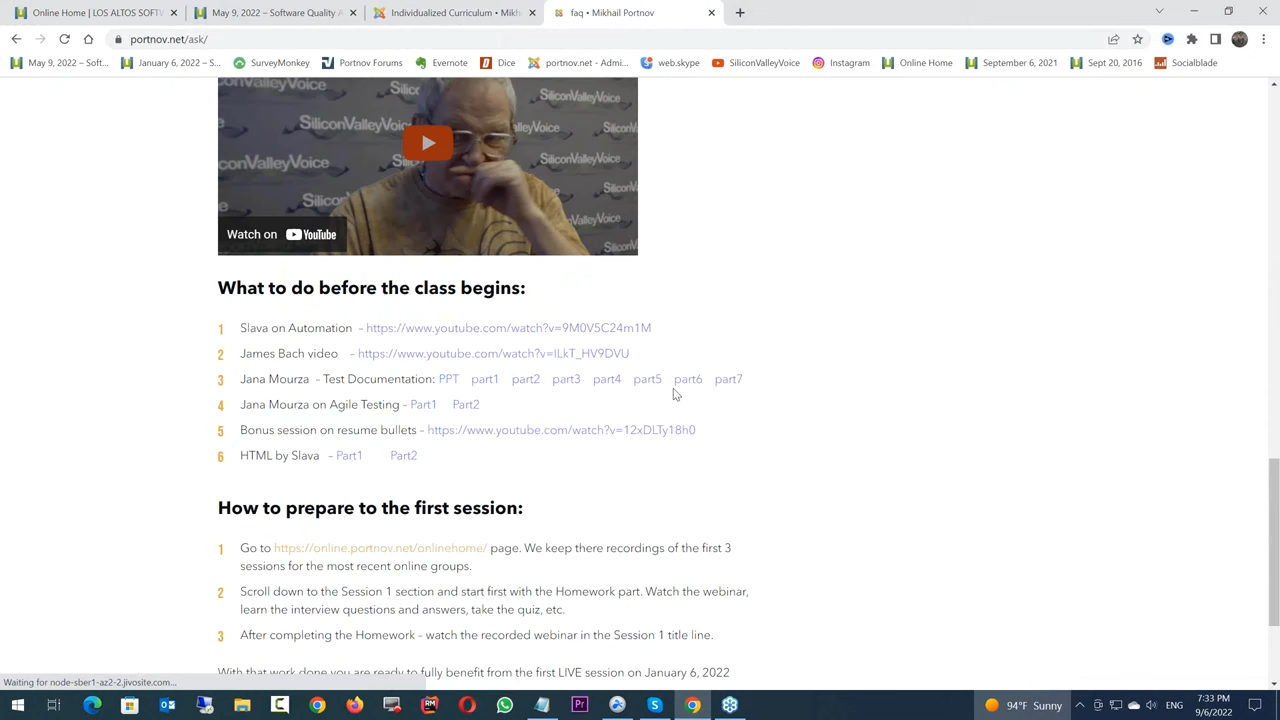 Online Home | LOS ALTOS SOFTV
May 9, 2022 – Software Quality A
Individualized Curriculum • Mikh
faq • Mikhail Portnov
portnov.net/ask/
May 9, 2022 – Soft...
January 6, 2022 – S...
SurveyMonkey
Portnov Forums
Evernote
Dice
portnov.net - Admi...
web.skype
SiliconValleyVoice
Instagram
Online Home
September 6, 2021
Sept 20, 2016
Socialblade
SiliconValleyVoice
SiliconValleyVoice
Watch on YouTube
What to do before the class begins:
1 Slava on Automation – https://www.youtube.com/watch?v=9M0V5C24m1M
2 James Bach video – https://www.youtube.com/watch?v=ILkT_HV9DVU
3 Jana Mourza – Test Documentation: PPT part1 part2 part3 part4 part5 part6 part7
4 Jana Mourza on Agile Testing – Part1 Part2
5 Bonus session on resume bullets – https://www.youtube.com/watch?v=12xDLTy18h0
6 HTML by Slava – Part1 Part2
How to prepare to the first session:
1 Go to https://online.portnov.net/onlinehome/ page. We keep there recordings of the first 3
sessions for the most recent online groups.
2 Scroll down to the Session 1 section and start first with the Homework part. Watch the webinar,
learn the interview questions and answers, take the quiz, etc.
3 After completing the Homework – watch the recorded webinar in the Session 1 title line.
With that work done you are ready to fully benefit from the first LIVE session on January 6, 2022
Waiting for node-sber1-az2-2.jivosite.com...
94°F Sunny
ENG
7:33 PM
9/6/2022